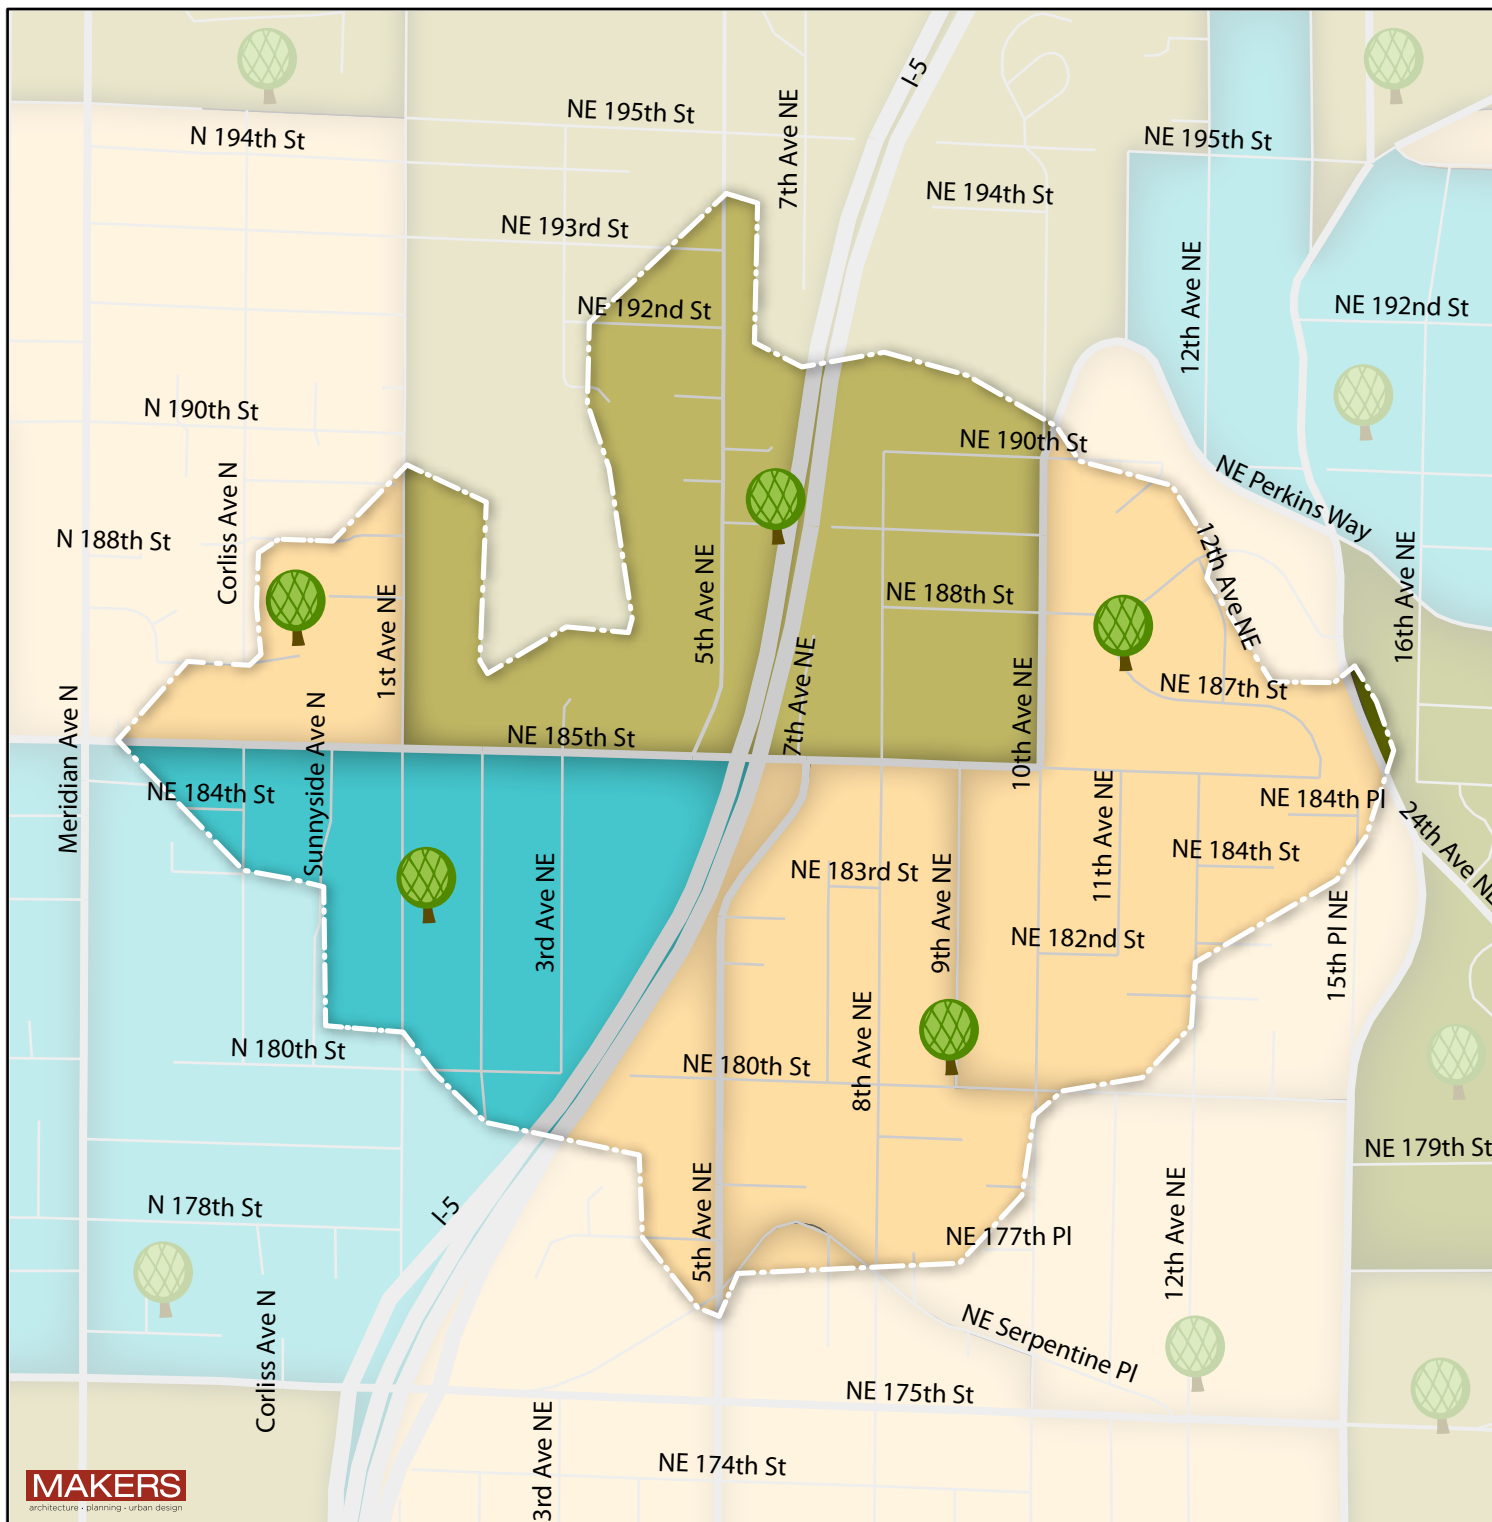 I-5
NE 195th St
7th Ave NE
N 194th St
NE 195th St
NE 194th St
NE 193rd St
12th Ave NE
NE 192nd St
NE 192nd St
N 190th St
NE 190th St
Corliss Ave N
NE Perkins Way
N 188th St
12th Ave NE
16th Ave NE
5th Ave NE
NE 188th St
1st Ave NE
7th Ave NE
10th Ave NE
NE 187th St
Meridian Ave N
Sunnyside Ave N
NE 185th St
NE 184th St
11th Ave NE
NE 184th Pl
24th Ave NE
NE 184th St
NE 183rd St
3rd Ave NE
9th Ave NE
NE 182nd St
15th Pl NE
8th Ave NE
N 180th St
NE 180th St
NE 179th St
5th Ave NE
12th Ave NE
N 178th St
I-5
NE 177th Pl
Corliss Ave N
NE Serpentine Pl
NE 175th St
3rd Ave NE
NE 174th St
MAKERS
architecture · planning · urban design